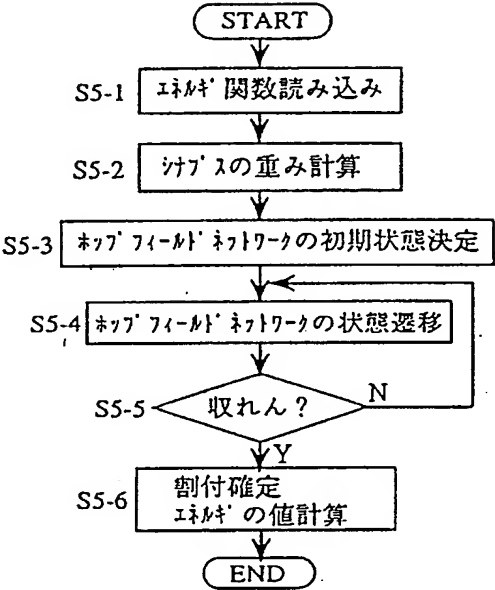 START
S5-1 ｴﾈﾙｷﾞ関数読み込み
S5-2 ｼﾅﾌﾟｽの重み計算
S5-3 ﾎｯﾌﾟﾌｨｰﾙﾄﾞﾈｯﾄﾜｰｸの初期状態決定
S5-4 ﾎｯﾌﾟﾌｨｰﾙﾄﾞﾈｯﾄﾜｰｸの状態遷移
S5-5 収れん？ N
Y
S5-6 割付確定
ｴﾈﾙｷﾞの値計算
END